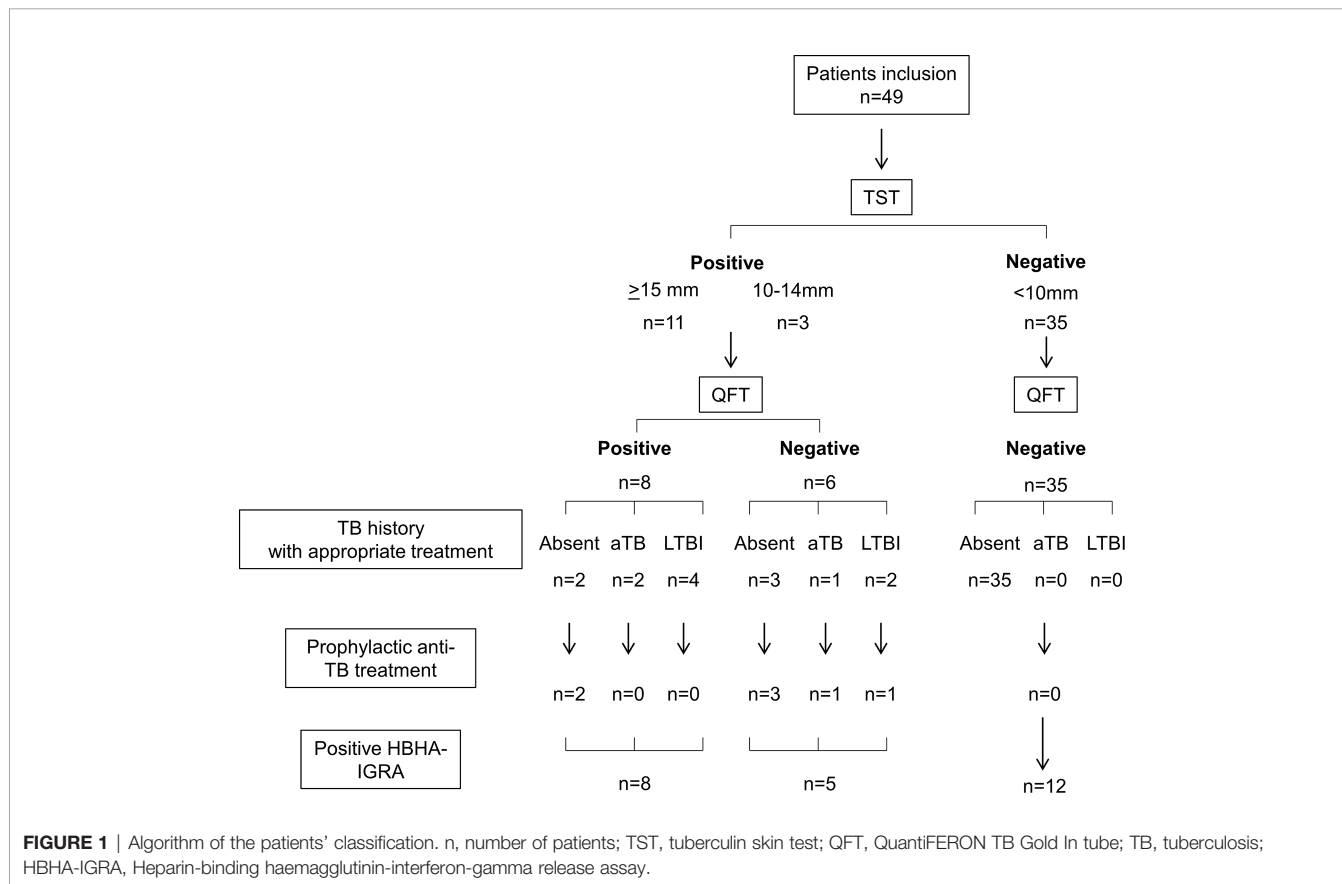 Patients inclusion
n=49
TST
Positive
Negative
≥15 mm
10-14mm
<10mm
n=11
n=3
n=35
QFT
QFT
Positive
Negative
Negative
n=8
n=6
n=35
TB history
with appropriate treatment
Absent aTB LTBI
Absent aTB LTBI
Absent aTB LTBI
n=2 n=2 n=4
n=3 n=1 n=2
n=35 n=0 n=0
Prophylactic anti-
TB treatment
n=2 n=0 n=0
n=3 n=1 n=1
n=0
Positive HBHA-
IGRA
n=8
n=5
n=12
FIGURE 1 | Algorithm of the patients' classification. n, number of patients; TST, tuberculin skin test; QFT, QuantiFERON TB Gold In tube; TB, tuberculosis;
HBHA-IGRA, Heparin-binding haemagglutinin-interferon-gamma release assay.